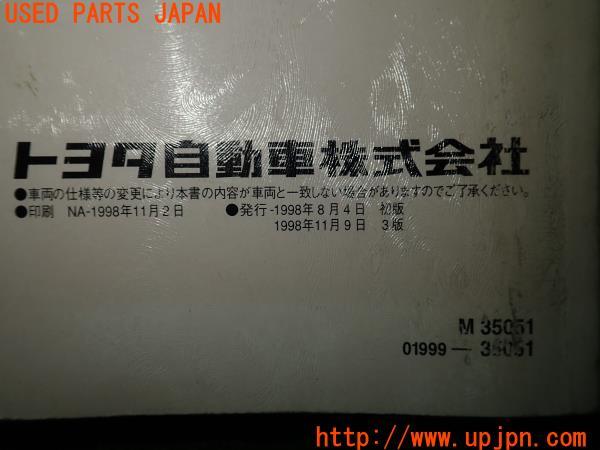 USED PARTS JAPAN
トヨタ自動車株式会社
●車両の仕様等の変更により本書の内容が車両と一致しない場合がありますのでご了承ください。
●印刷 NA-1998年11月2日 ●発行-1998年8月4日 初版
1998年11月9日 3版
M 35051
01999－35051
http://www.upjpn.com